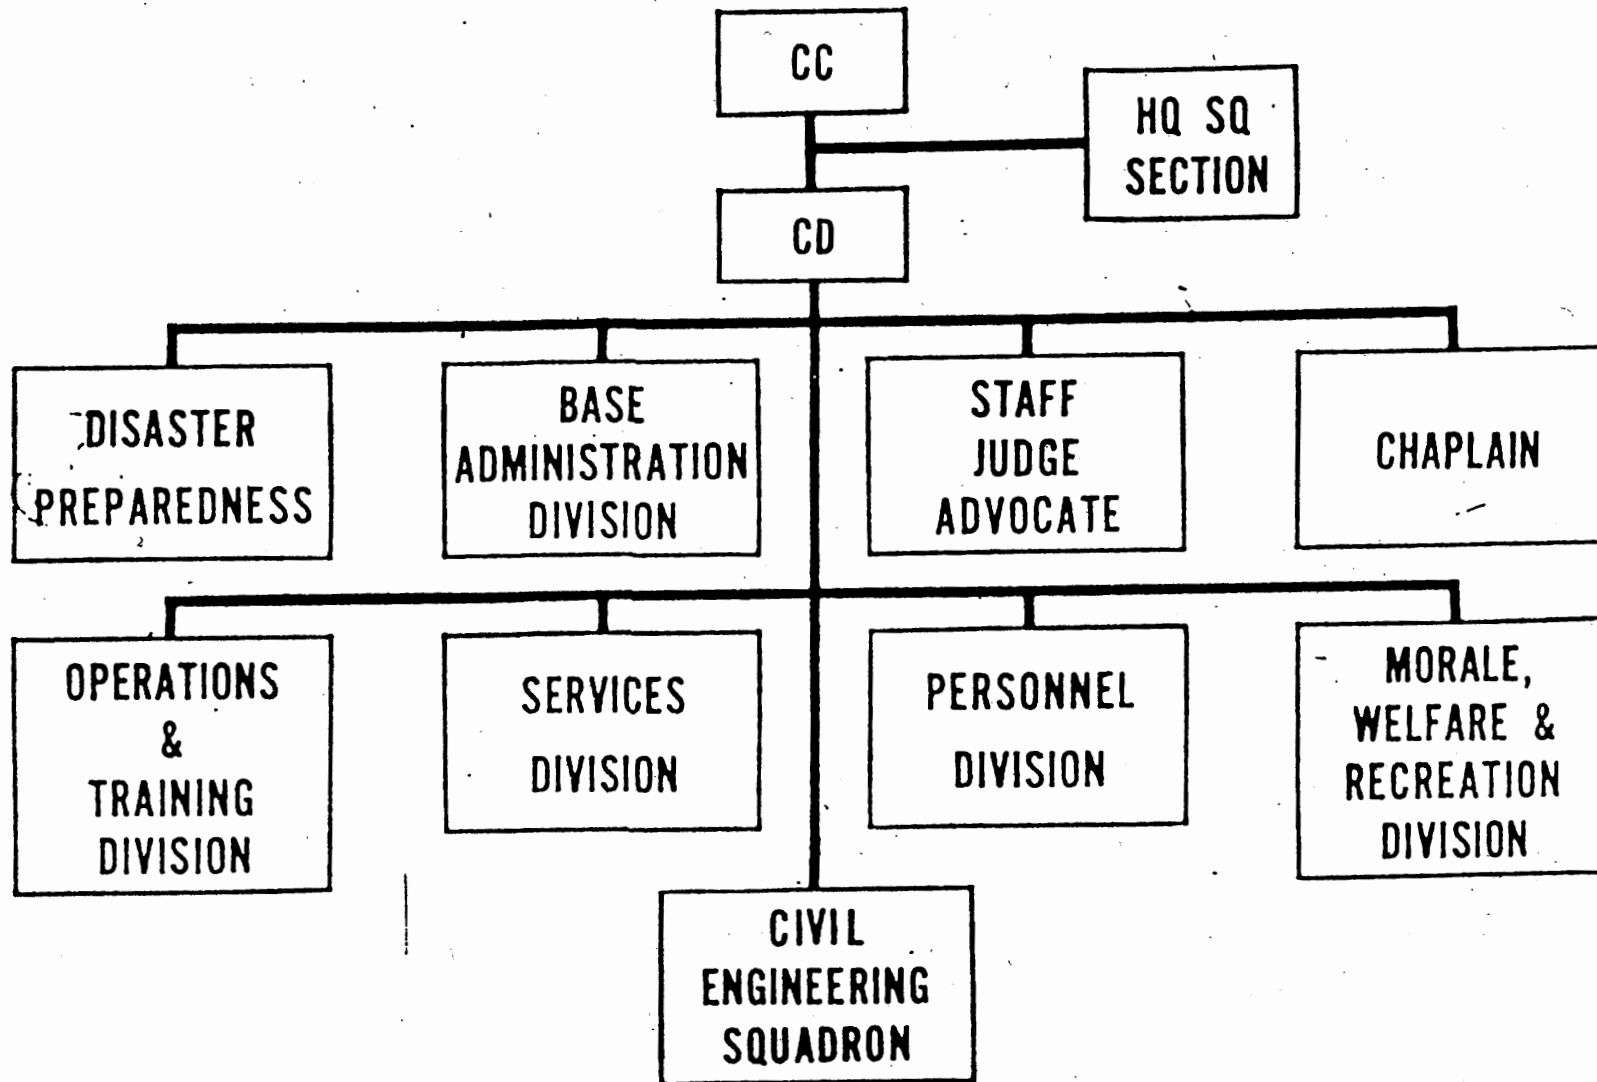 CC
HQ SQ
SECTION
CD
DISASTER
PREPAREDNESS
BASE
ADMINISTRATION
DIVISION
STAFF
JUDGE
ADVOCATE
CHAPLAIN
OPERATIONS
&
TRAINING
DIVISION
SERVICES
DIVISION
PERSONNEL
DIVISION
MORALE,
WELFARE &
RECREATION
DIVISION
CIVIL
ENGINEERING
SQUADRON